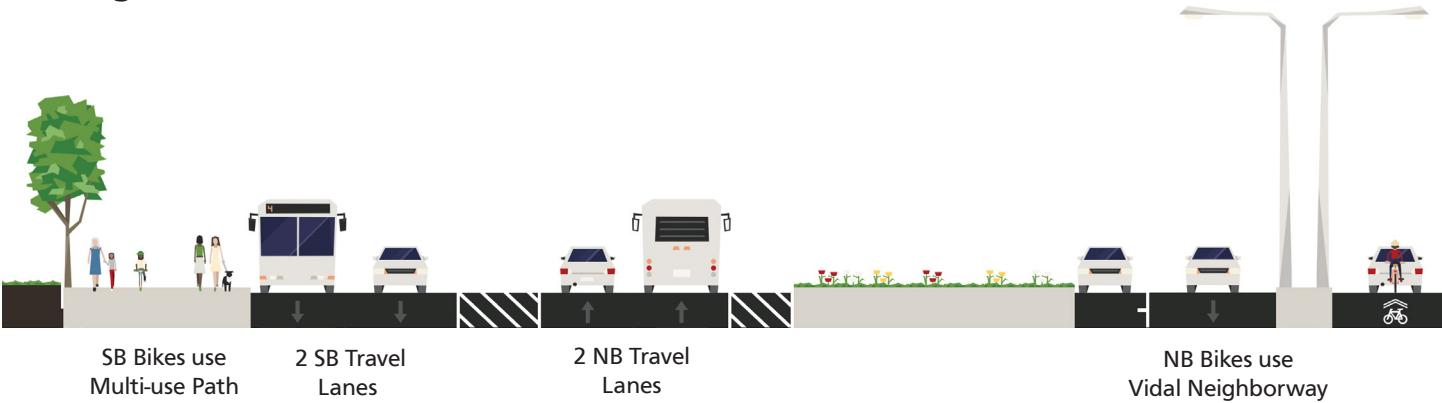 4
SB Bikes use
Multi-use Path
2 SB Travel
Lanes
2 NB Travel
Lanes
NB Bikes use
Vidal Neighborway